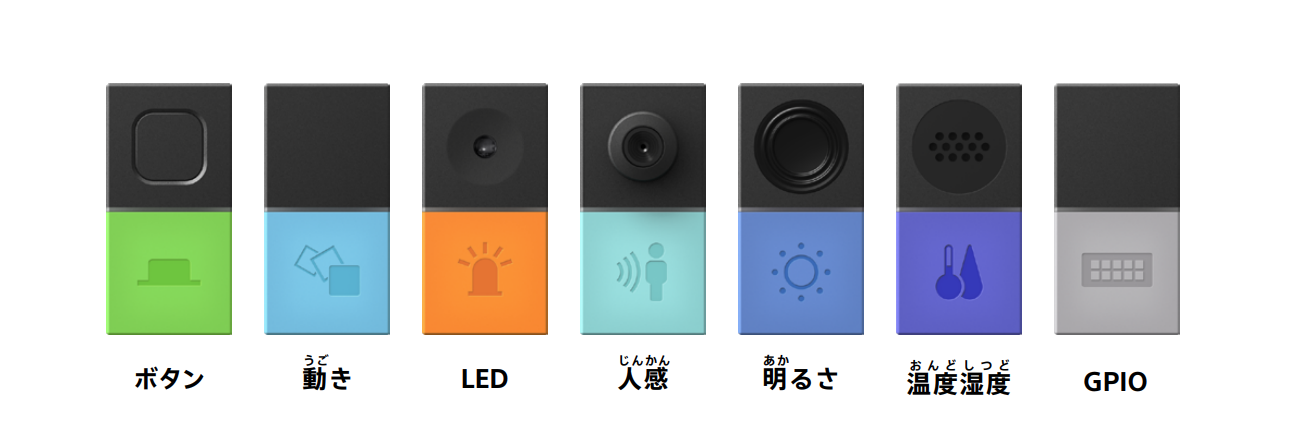 ボタン
うご
動き
LED
じんかん
人感
あか
明るさ
おんどしつど
温度湿度
GPIO